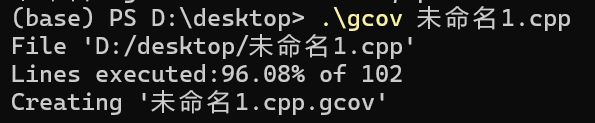 (base) PS D:\desktop> .\gcov 未命名1.cpp
File 'D:/desktop/未命名1.cpp'
Lines executed:96.08% of 102
Creating '未命名1.cpp.gcov'